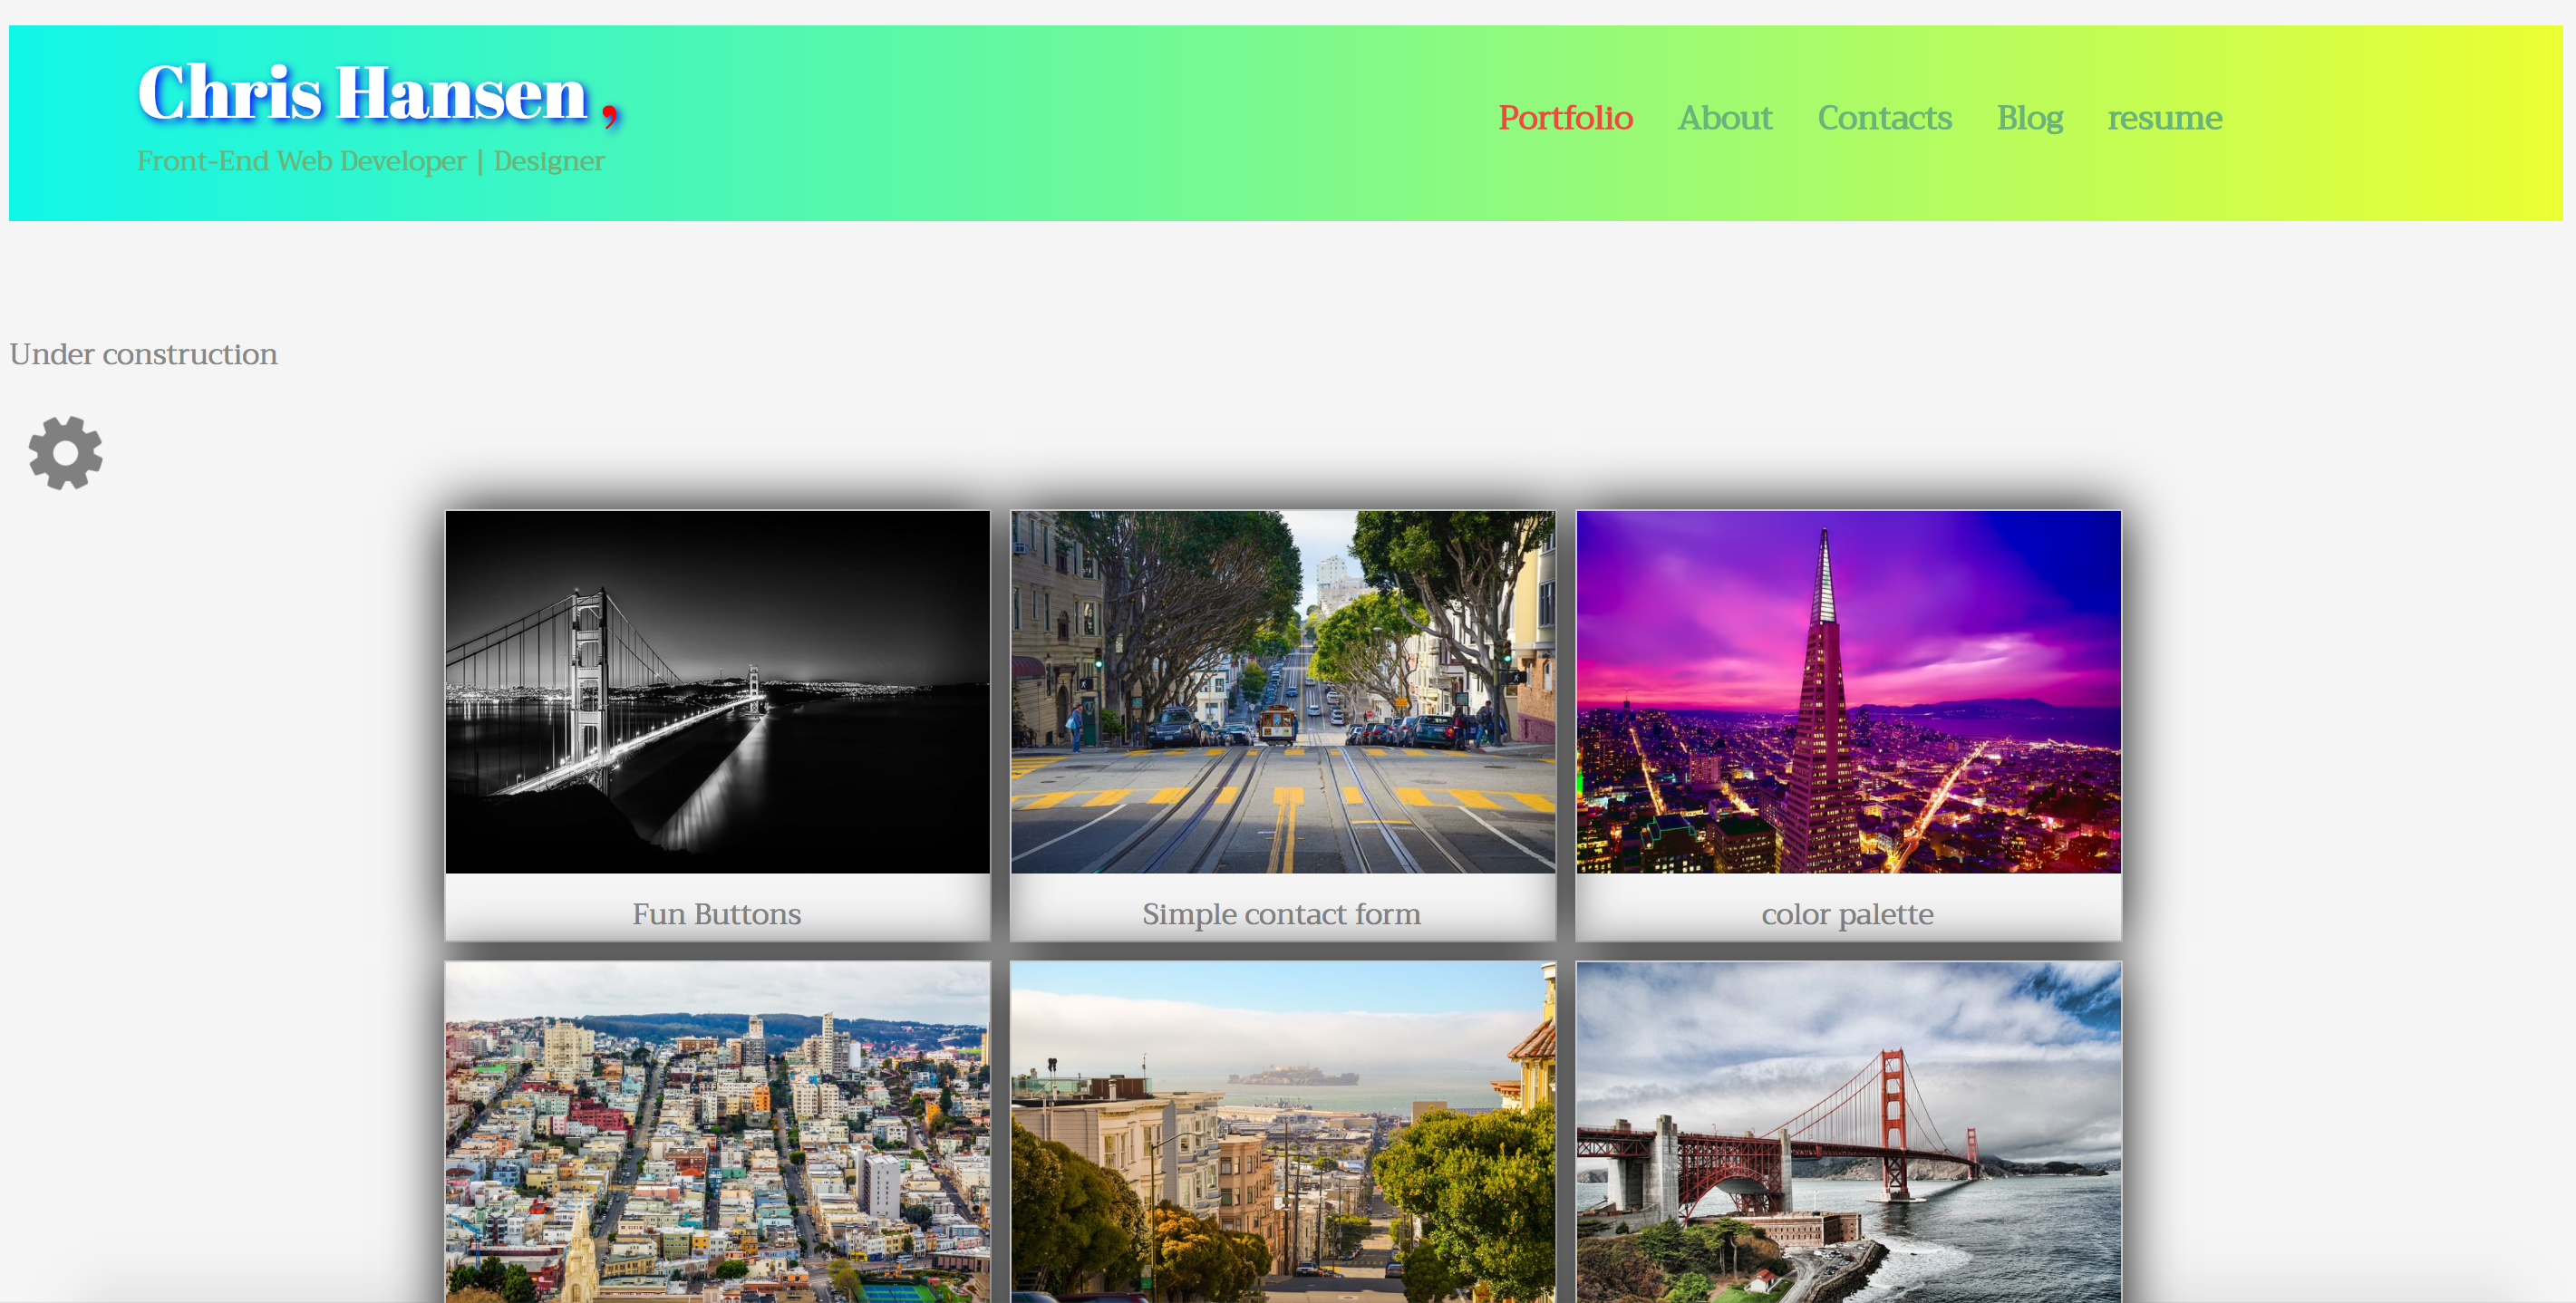 Chris Hansen ,
Front-End Web Developer | Designer
Portfolio About Contacts Blog resume
Under construction
Fun Buttons
Simple contact form
color palette